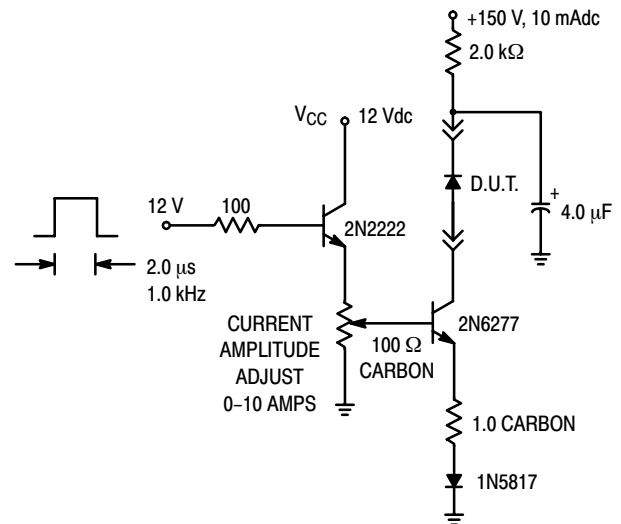 +150 V, 10 mAdc
2.0 kΩ
VCC
12 Vdc
D.U.T.
+
4.0 μF
12 V
100
2N2222
2.0 μs
1.0 kHz
CURRENT
AMPLITUDE
ADJUST
0–10 AMPS
100 Ω
CARBON
2N6277
1.0 CARBON
1N5817